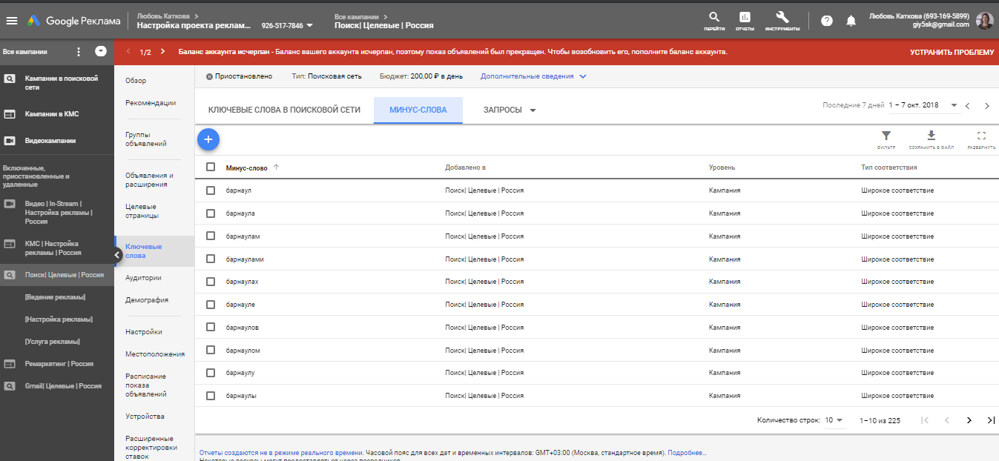 Google Реклама
Любовь Каткова >
Настройка проекта реклам...
926-517-7846
Все кампании >
Поиск| Целевые | Россия
ПЕРЕЙТИ
ОТЧЕТЫ
ИНСТРУМЕНТЫ
Любовь Каткова (693-169-5899)
giy5sk@gmail.com
Все кампании
1/2
Баланс аккаунта исчерпан - Баланс вашего аккаунта исчерпан, поэтому показ объявлений был прекращен. Чтобы возобновить его, пополните баланс аккаунта.
УСТРАНИТЬ ПРОБЛЕМУ
Кампании в поисковой
сети
Кампании в КМС
Видеокампании
Включенные,
приостановленные и
удаленные
Видео | In-Stream |
Настройка рекламы |
Россия
КМС | Настройка
рекламы | Россия
Поиск| Целевые | Россия
[Ведение рекламы]
[Настройка рекламы]
[Услуга рекламы]
Ремаркетинг | Россия
Gmail| Целевые | Россия
Обзор
Рекомендации
Группы
объявлений
Объявления и
расширения
Целевые
страницы
Ключевые
слова
Аудитории
Демография
Настройки
Местоположения
Расписание
показа
объявлений
Устройства
Расширенные
корректировки
ставок
Приостановлено
Тип: Поисковая сеть
Бюджет: 200,00 ₽ в день
Дополнительные сведения
КЛЮЧЕВЫЕ СЛОВА В ПОИСКОВОЙ СЕТИ
МИНУС-СЛОВА
ЗАПРОСЫ
Последние 7 дней
1 – 7 окт. 2018
ФИЛЬТР
СОХРАНИТЬ В ФАЙЛ
РАЗВЕРНУТЬ
Минус-слово Добавлено в Уровень Тип соответствия
барнаул Поиск| Целевые | Россия Кампания Широкое соответствие
барнаула Поиск| Целевые | Россия Кампания Широкое соответствие
барнаулам Поиск| Целевые | Россия Кампания Широкое соответствие
барнаулами Поиск| Целевые | Россия Кампания Широкое соответствие
барнаулах Поиск| Целевые | Россия Кампания Широкое соответствие
барнауле Поиск| Целевые | Россия Кампания Широкое соответствие
барнаулов Поиск| Целевые | Россия Кампания Широкое соответствие
барнаулом Поиск| Целевые | Россия Кампания Широкое соответствие
барнаулу Поиск| Целевые | Россия Кампания Широкое соответствие
барнаулы Поиск| Целевые | Россия Кампания Широкое соответствие
Количество строк: 10
1–10 из 225
Отчеты создаются не в режиме реального времени. Часовой пояс для всех дат и временных интервалов: GMT+03:00 (Москва, стандартное время). Подробнее...
Некоторые ресурсы могут предоставляться через посредников.